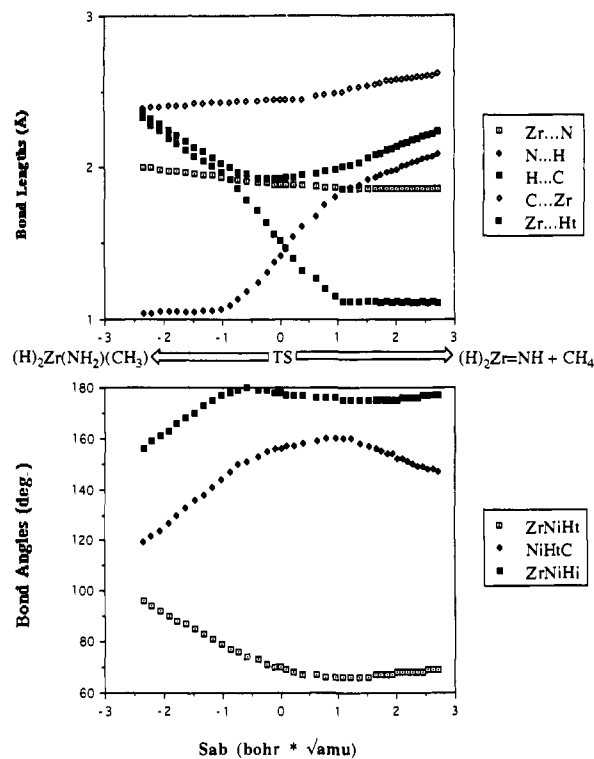 3
2
1
-3 -2 -1 0 1 2 3
Bond Lengths (Å)
Zr...N
N...H
H...C
C...Zr
Zr...Ht
(H)₂Zr(NH₂)(CH₃) TS (H)₂Zr=NH + CH₄
180
160
140
120
100
80
60
-3 -2 -1 0 1 2 3
Bond Angles (deg.)
ZrNiHt
NiHtC
ZrNiHi
Sab (bohr * √amu)